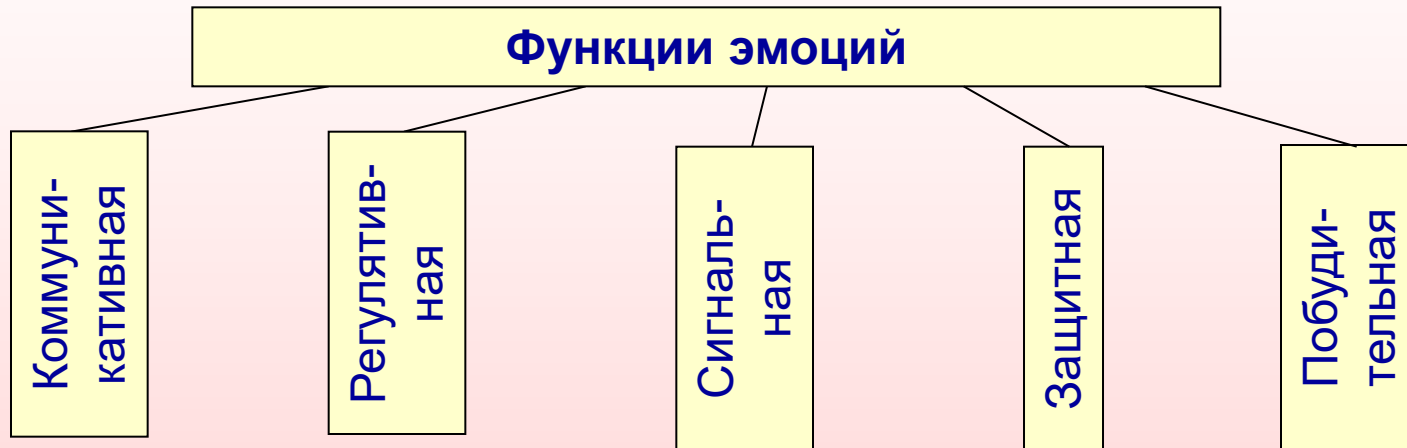 Функции эмоций
Коммуни-
кативная
Регулятив-
ная
Сигналь-
ная
Защитная
Побуди-
тельная